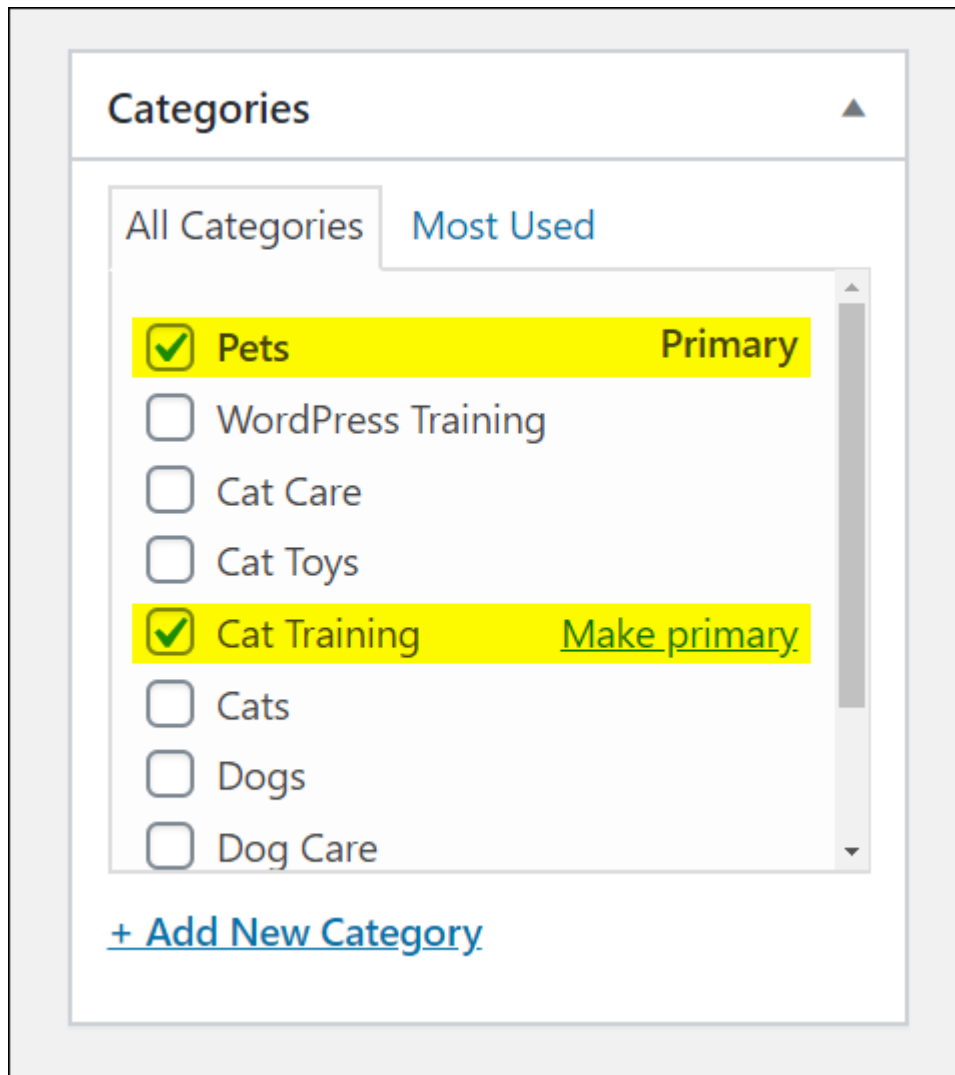 Categories
All Categories Most Used
Pets Primary
WordPress Training
Cat Care
Cat Toys
Cat Training Make primary
Cats
Dogs
Dog Care
+ Add New Category